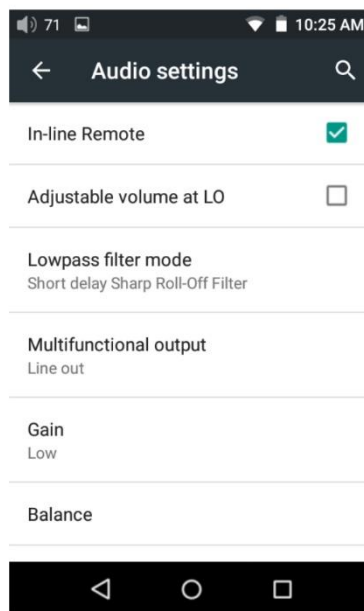 71 10:25 AM
Audio settings
In-line Remote
Adjustable volume at LO
Lowpass filter mode
Short delay Sharp Roll-Off Filter
Multifunctional output
Line out
Gain
Low
Balance